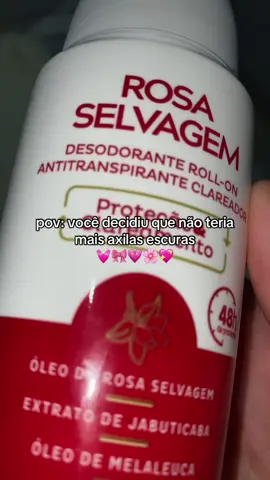 ROSA
SELVAGEM
DESODORANTE ROLL-ON
ANTITRANSPIRANTE CLAREADOR
Proteção &
pov: você decidiu que não teria
mais axilas escuras
💓🎀💗🌸💖
48h
ÓLEO DE ROSA SELVAGEM
EXTRATO DE JABUTICABA
ÓLEO DE MELALEUCA